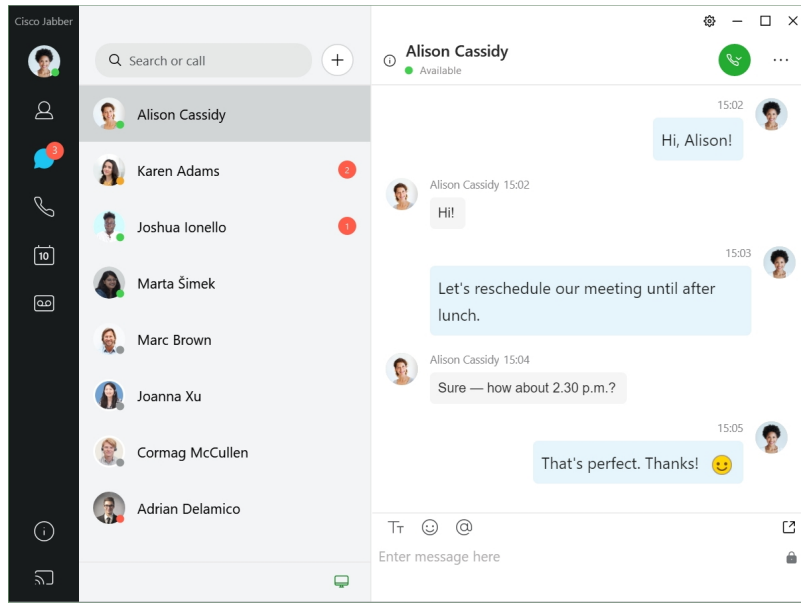 Cisco Jabber
3
10
Search or call
Alison Cassidy
Karen Adams
2
Joshua Ionello
1
Marta Šimek
Marc Brown
Joanna Xu
Cormag McCullen
Adrian Delamico
Alison Cassidy
Available
15:02
Hi, Alison!
Alison Cassidy 15:02
Hi!
15:03
Let's reschedule our meeting until after
lunch.
Alison Cassidy 15:04
Sure — how about 2.30 p.m.?
15:05
That's perfect. Thanks!
Enter message here